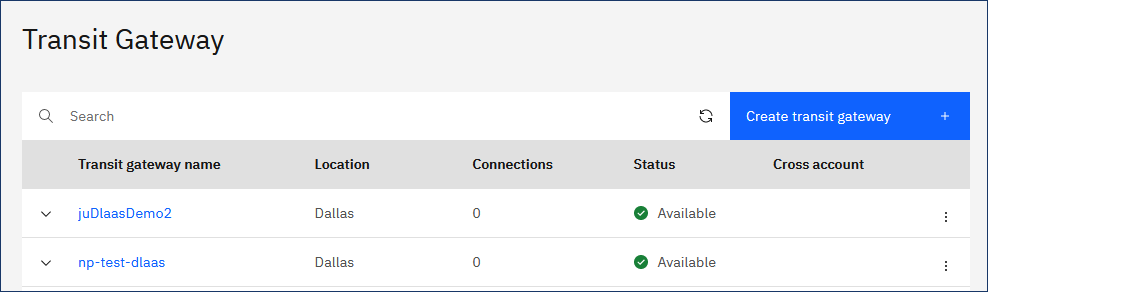 Transit Gateway
Search
Create transit gateway +
Transit gateway name Location Connections Status Cross account
juDlaasDemo2 Dallas 0 Available
np-test-dlaas Dallas 0 Available